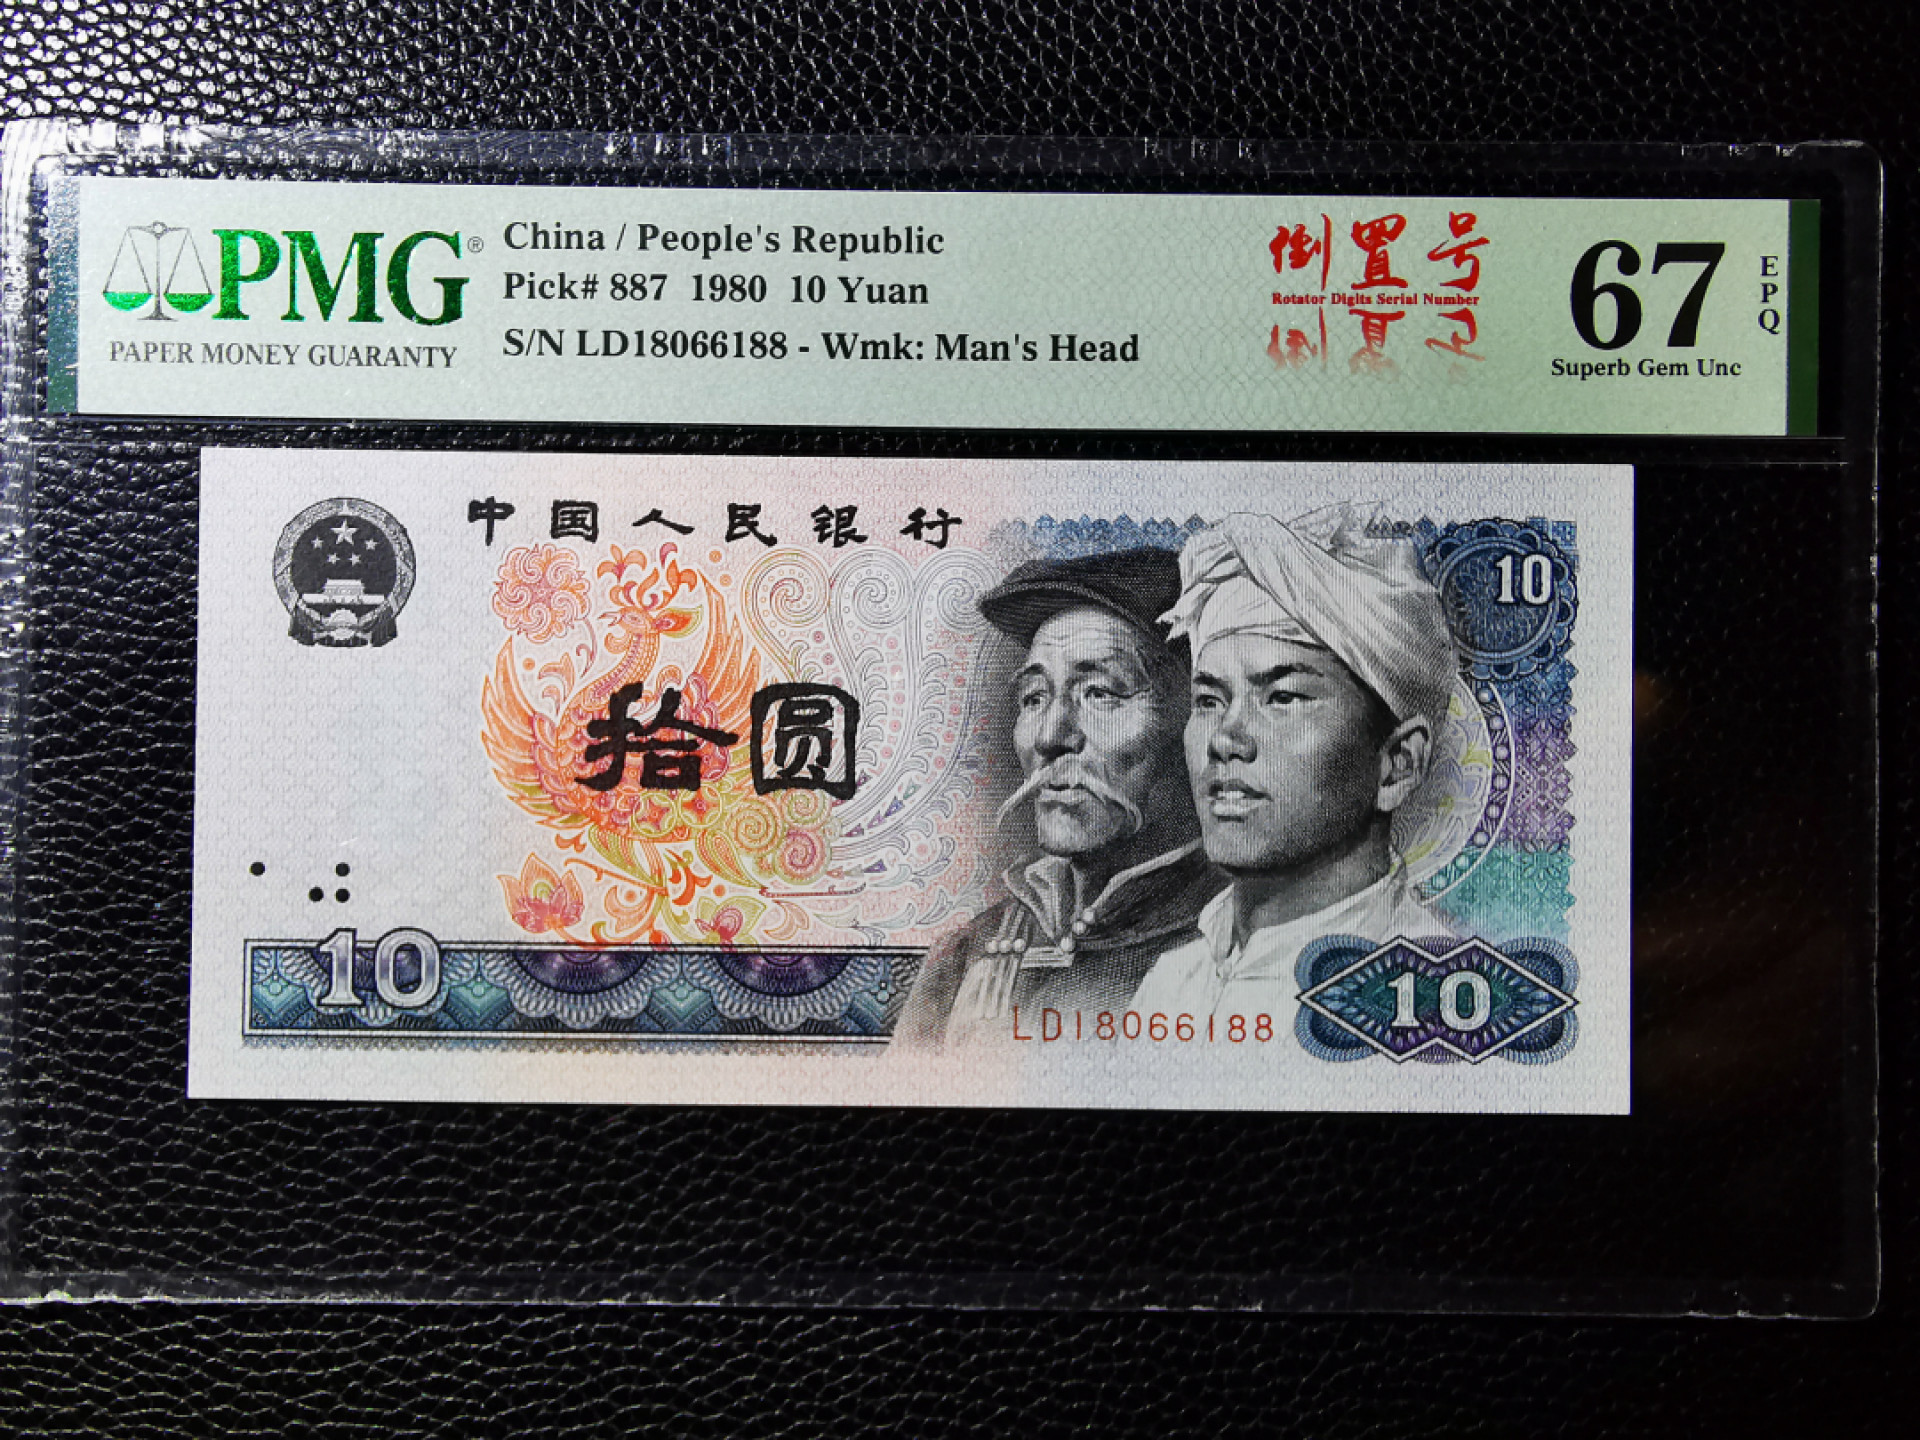 PMG®
PAPER MONEY GUARANTY
China / People's Republic
Pick# 887 1980 10 Yuan
S/N LD18066188 - Wmk: Man's Head
倒置号
Rotator Digits Serial Number
67
EPQ
Superb Gem Unc
中国人民银行
10
拾圆
10
LD18066188
10